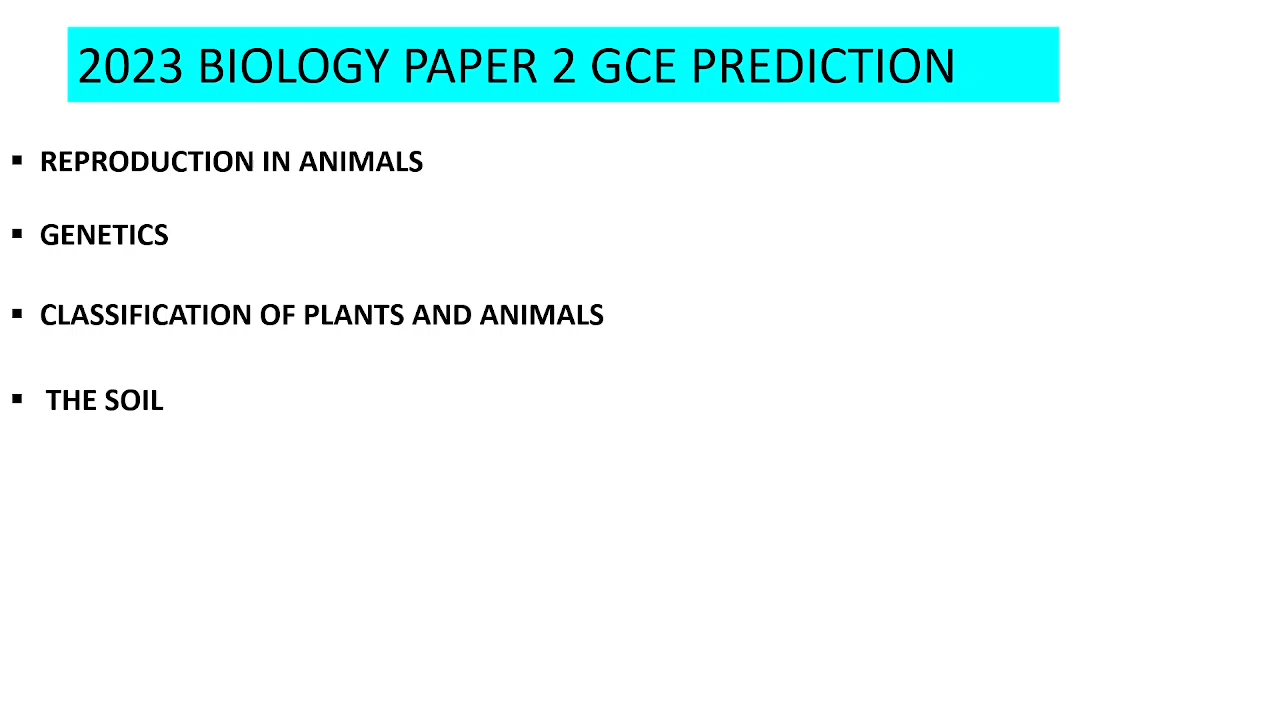 2023 BIOLOGY PAPER 2 GCE PREDICTION
▪ REPRODUCTION IN ANIMALS
▪ GENETICS
▪ CLASSIFICATION OF PLANTS AND ANIMALS
▪ THE SOIL